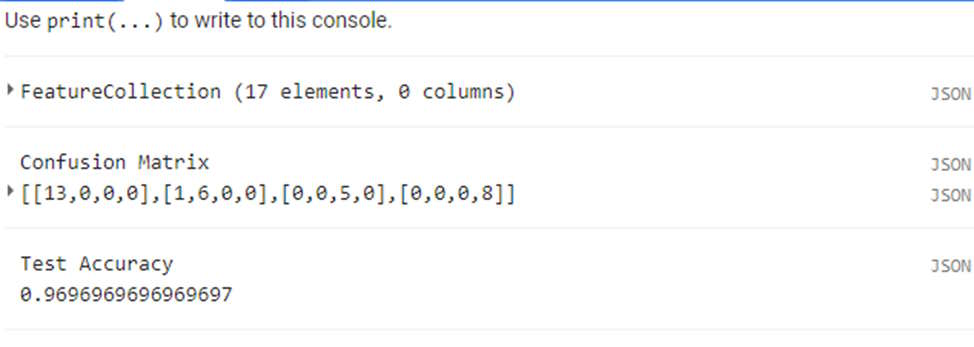 Use print(...) to write to this console.
FeatureCollection (17 elements, 0 columns) JSON
Confusion Matrix JSON
[[13,0,0,0],[1,6,0,0],[0,0,5,0],[0,0,0,8]] JSON
Test Accuracy JSON
0.9696969696969697